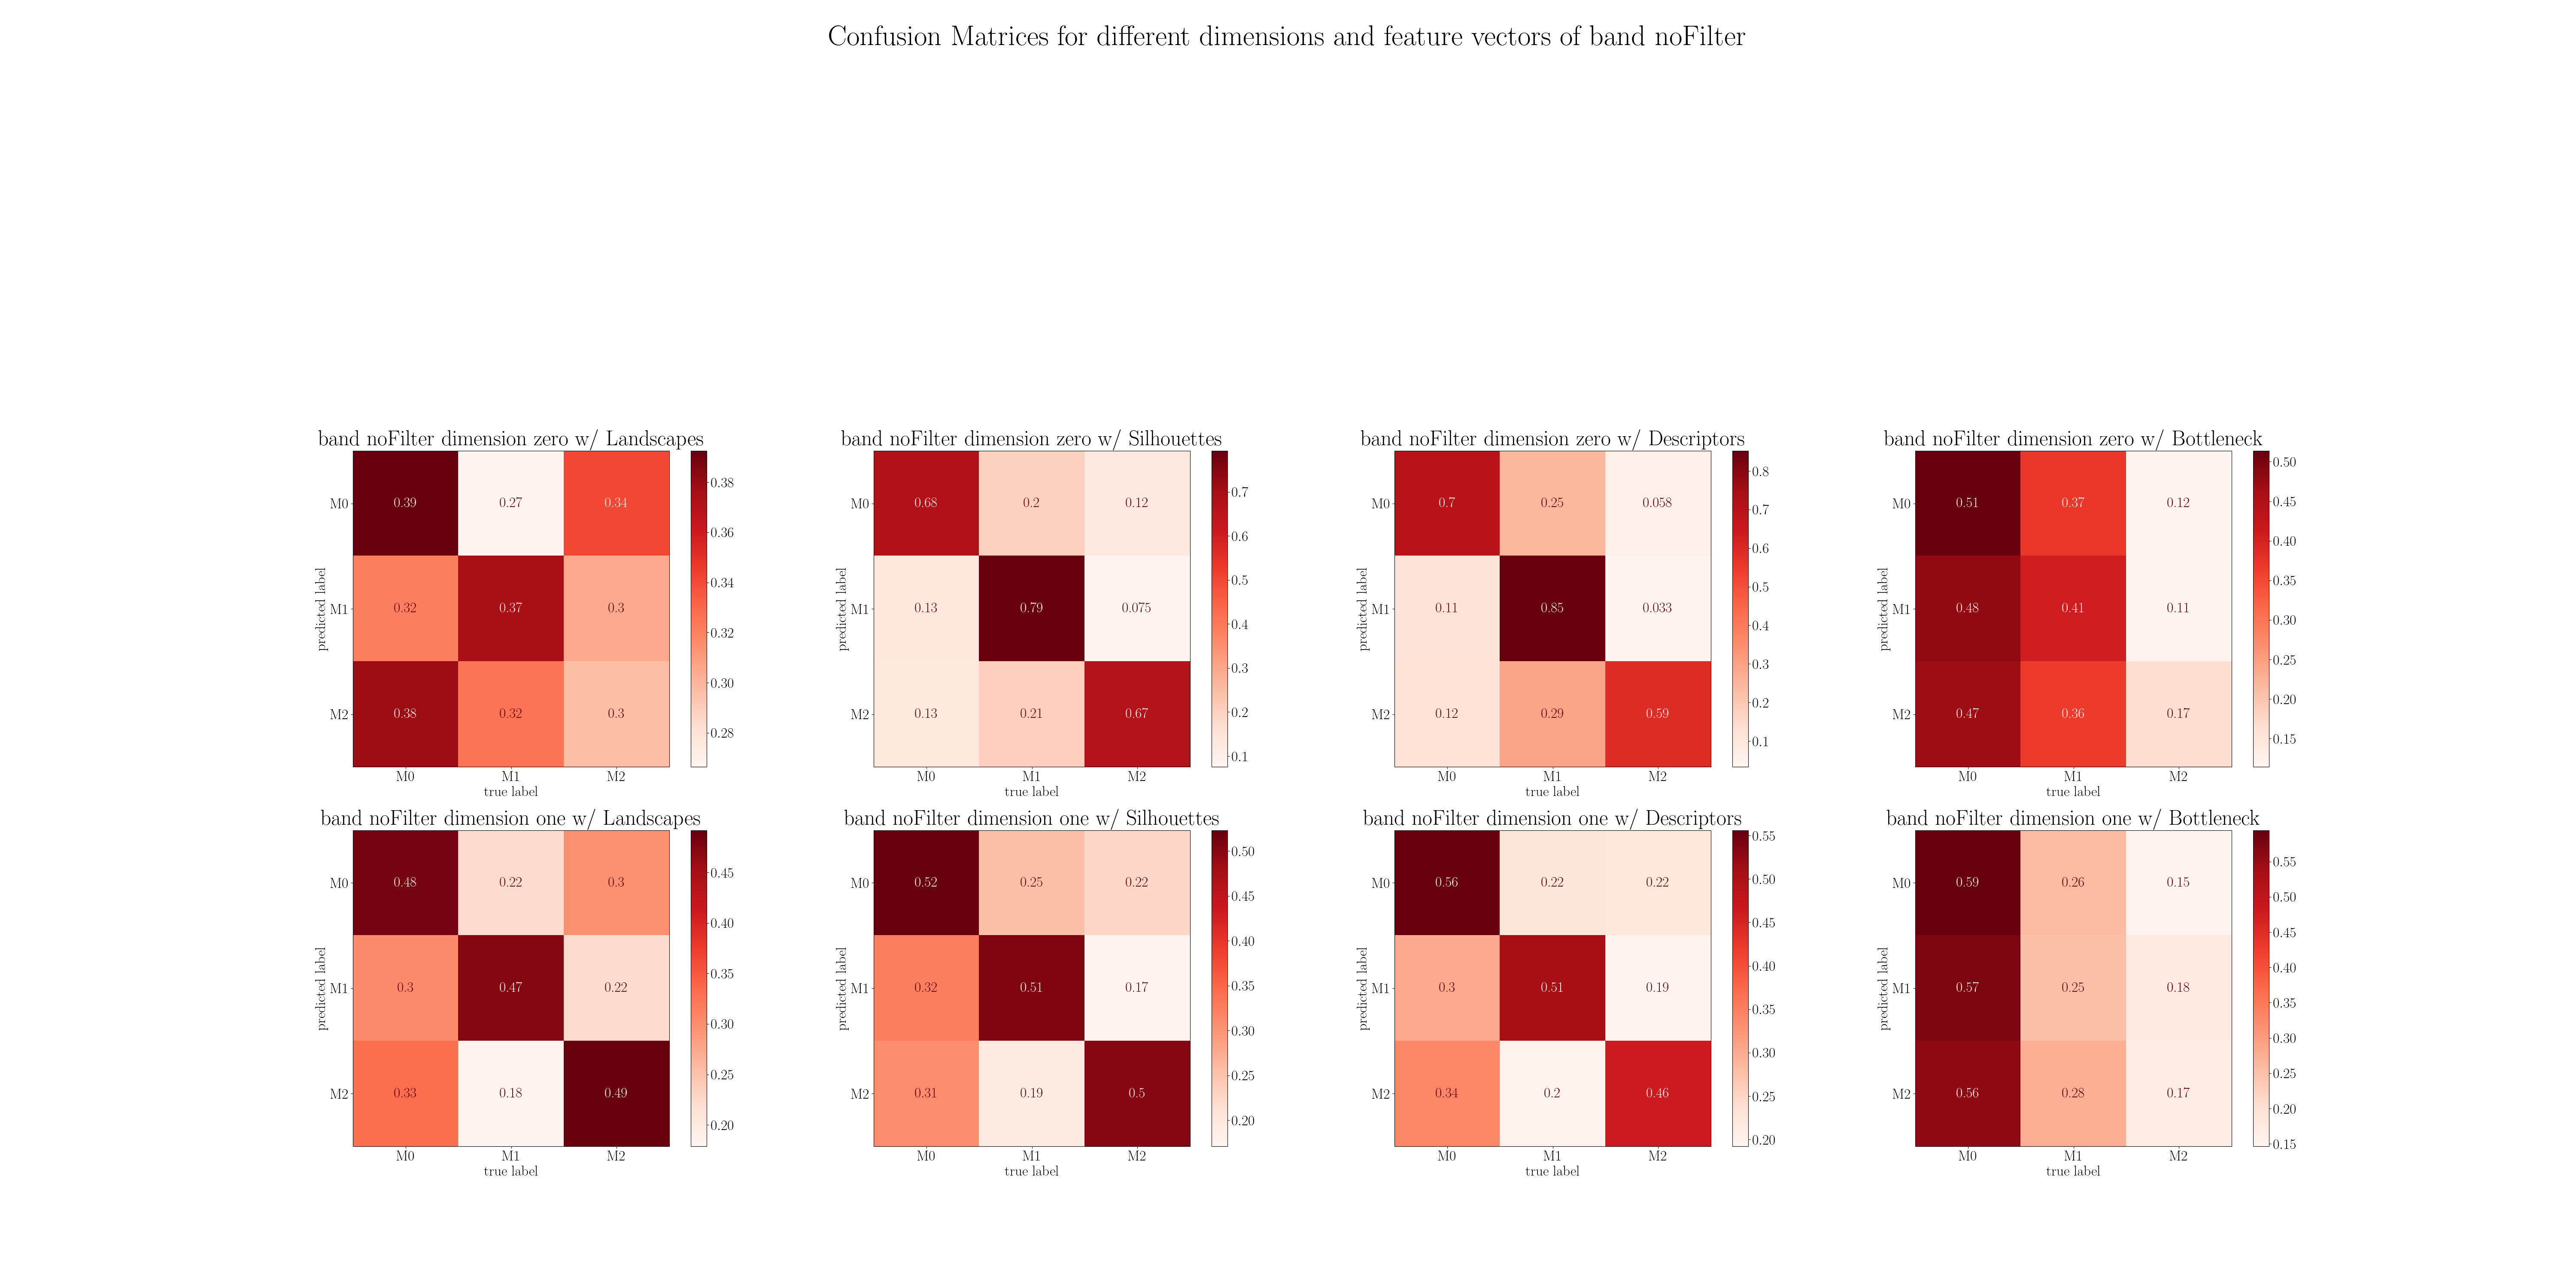 Confusion Matrices for different dimensions and feature vectors of band noFilter
band noFilter dimension zero w/ Landscapes
predicted label
M0
M1
M2
0.39 0.27 0.34
0.32 0.37 0.3
0.38 0.32 0.3
M0 M1 M2
true label
0.38
0.36
0.34
0.32
0.30
0.28
band noFilter dimension zero w/ Silhouettes
predicted label
M0
M1
M2
0.68 0.2 0.12
0.13 0.79 0.075
0.13 0.21 0.67
M0 M1 M2
true label
0.7
0.6
0.5
0.4
0.3
0.2
0.1
band noFilter dimension zero w/ Descriptors
predicted label
M0
M1
M2
0.7 0.25 0.058
0.11 0.85 0.033
0.12 0.29 0.59
M0 M1 M2
true label
0.8
0.7
0.6
0.5
0.4
0.3
0.2
0.1
band noFilter dimension zero w/ Bottleneck
predicted label
M0
M1
M2
0.51 0.37 0.12
0.48 0.41 0.11
0.47 0.36 0.17
M0 M1 M2
true label
0.50
0.45
0.40
0.35
0.30
0.25
0.20
0.15
band noFilter dimension one w/ Landscapes
predicted label
M0
M1
M2
0.48 0.22 0.3
0.3 0.47 0.22
0.33 0.18 0.49
M0 M1 M2
true label
0.45
0.40
0.35
0.30
0.25
0.20
band noFilter dimension one w/ Silhouettes
predicted label
M0
M1
M2
0.52 0.25 0.22
0.32 0.51 0.17
0.31 0.19 0.5
M0 M1 M2
true label
0.50
0.45
0.40
0.35
0.30
0.25
0.20
band noFilter dimension one w/ Descriptors
predicted label
M0
M1
M2
0.56 0.22 0.22
0.3 0.51 0.19
0.34 0.2 0.46
M0 M1 M2
true label
0.55
0.50
0.45
0.40
0.35
0.30
0.25
0.20
band noFilter dimension one w/ Bottleneck
predicted label
M0
M1
M2
0.59 0.26 0.15
0.57 0.25 0.18
0.56 0.28 0.17
M0 M1 M2
true label
0.55
0.50
0.45
0.40
0.35
0.30
0.25
0.20
0.15